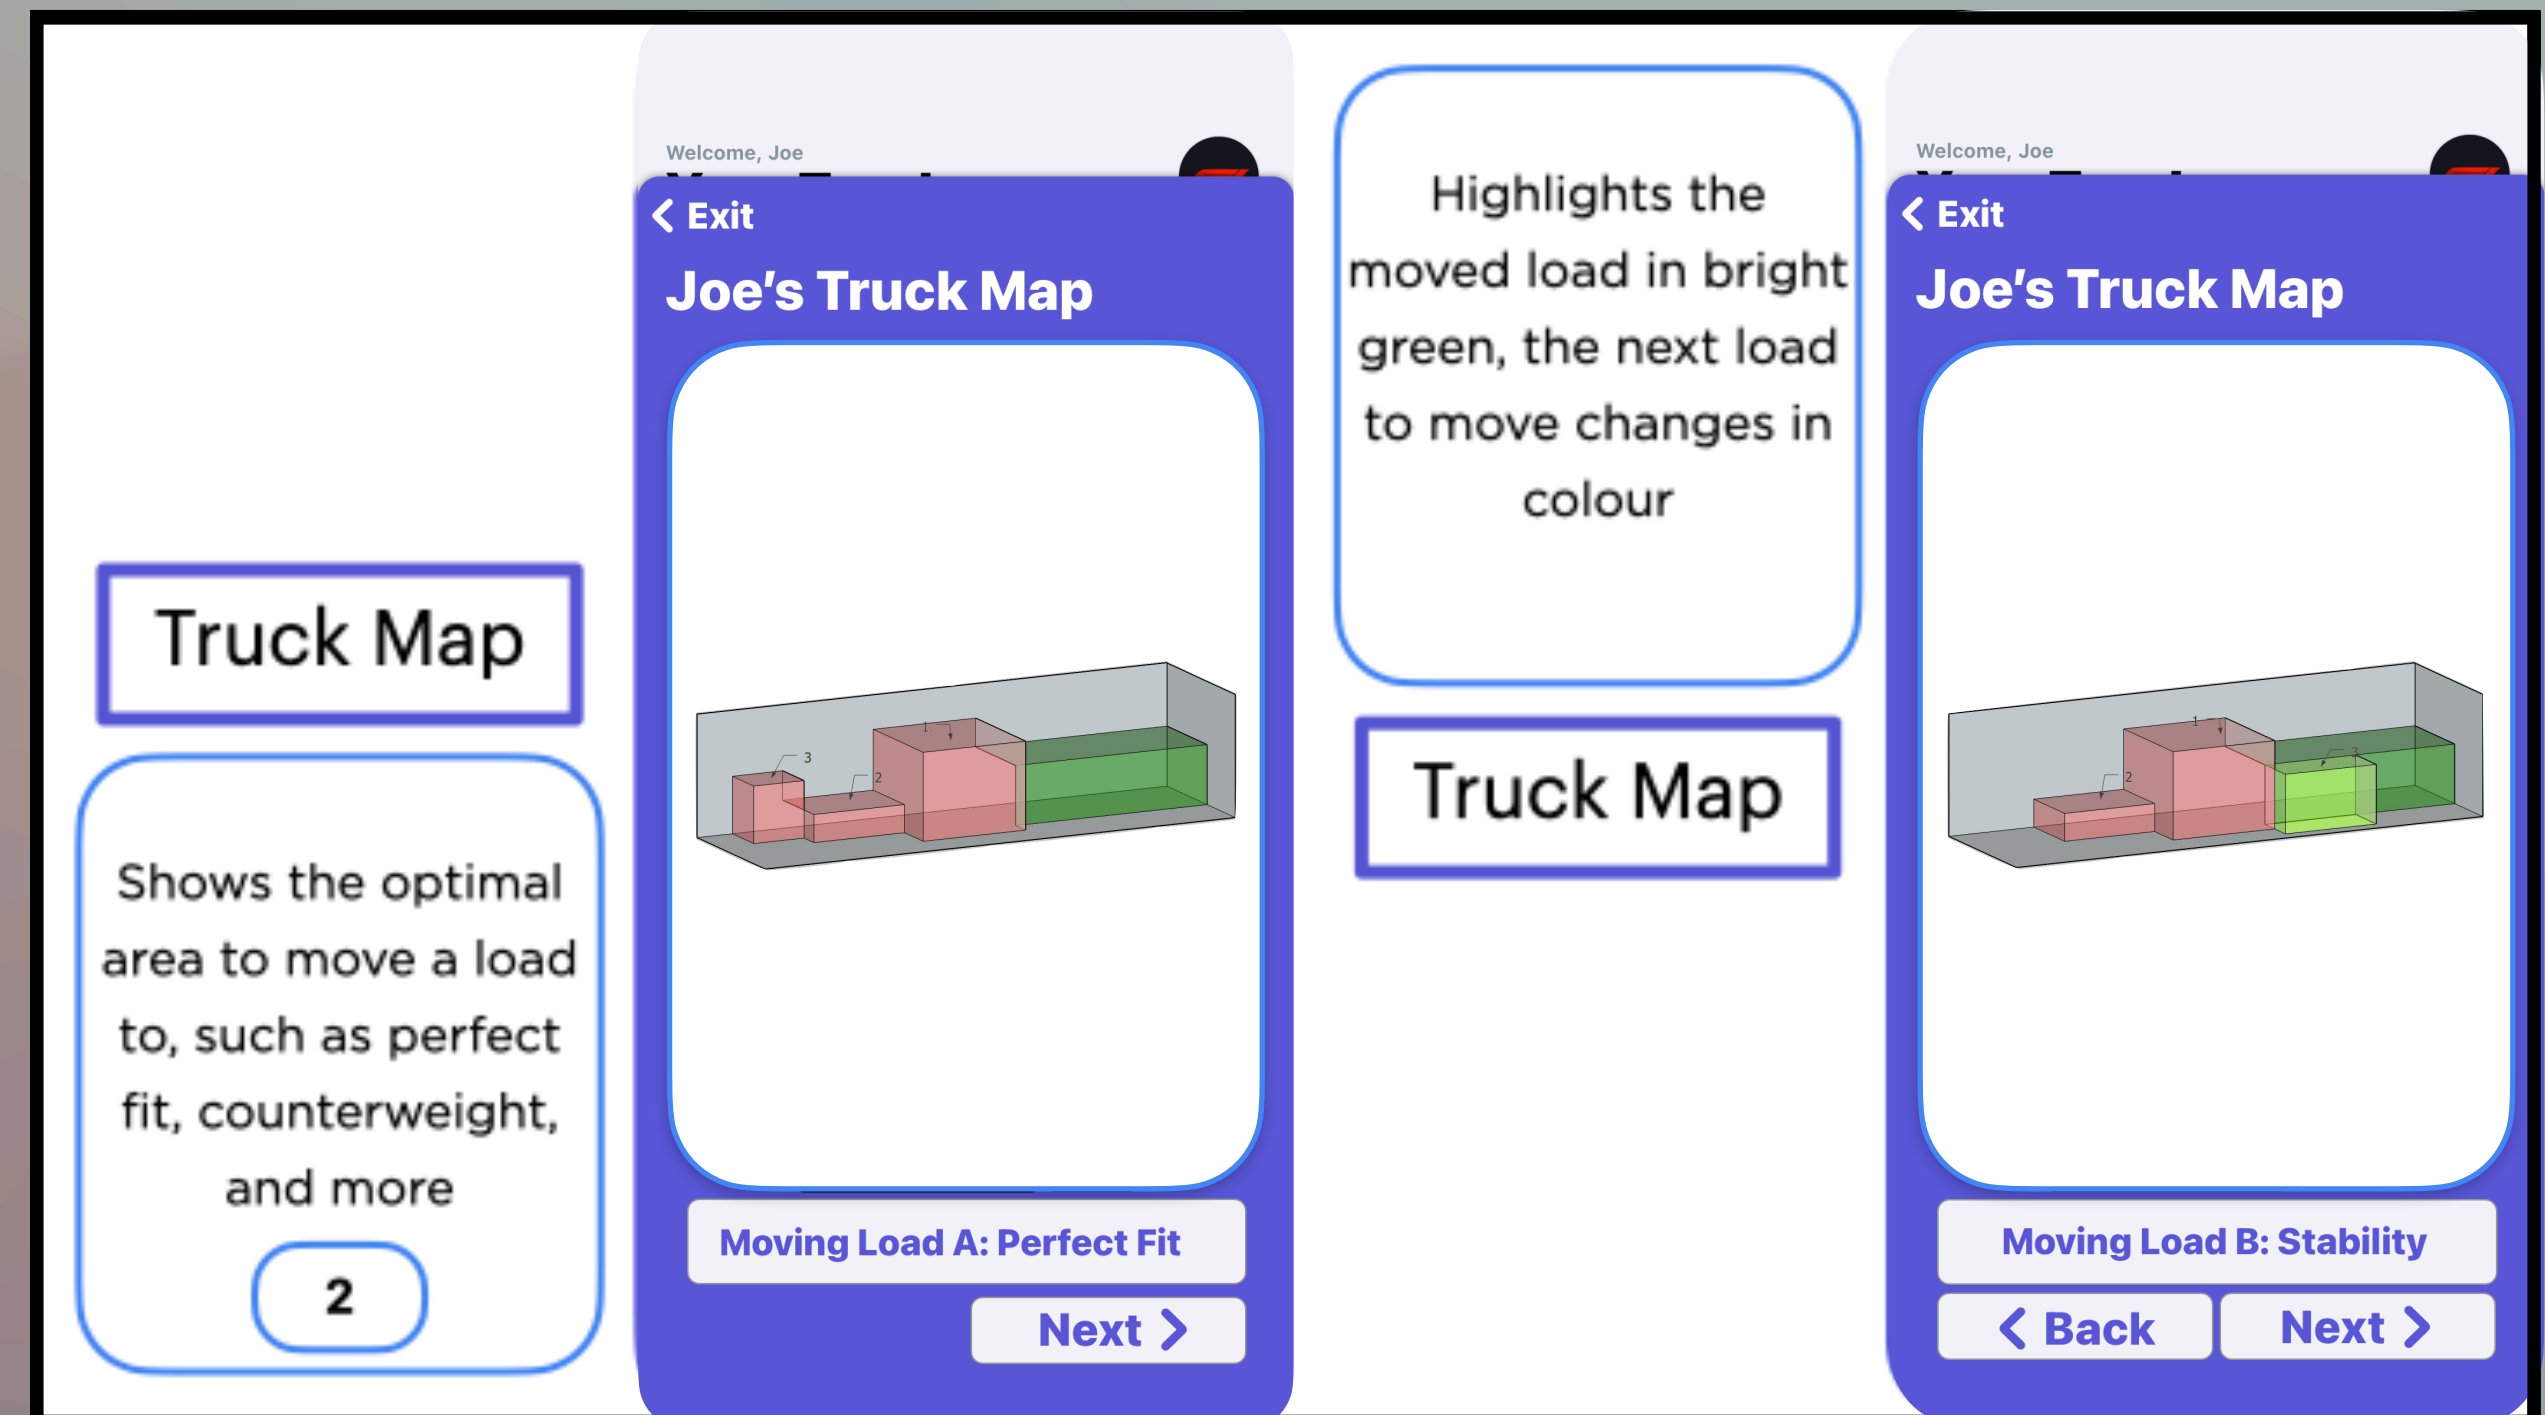 Truck Map
Shows the optimal
area to move a load
to, such as perfect
fit, counterweight,
and more
2
Welcome, Joe
Exit
Joe's Truck Map
1
3
2
Moving Load A: Perfect Fit
Next
Highlights the
moved load in bright
green, the next load
to move changes in
colour
Truck Map
Welcome, Joe
Exit
Joe's Truck Map
1
3
2
Moving Load B: Stability
Back
Next